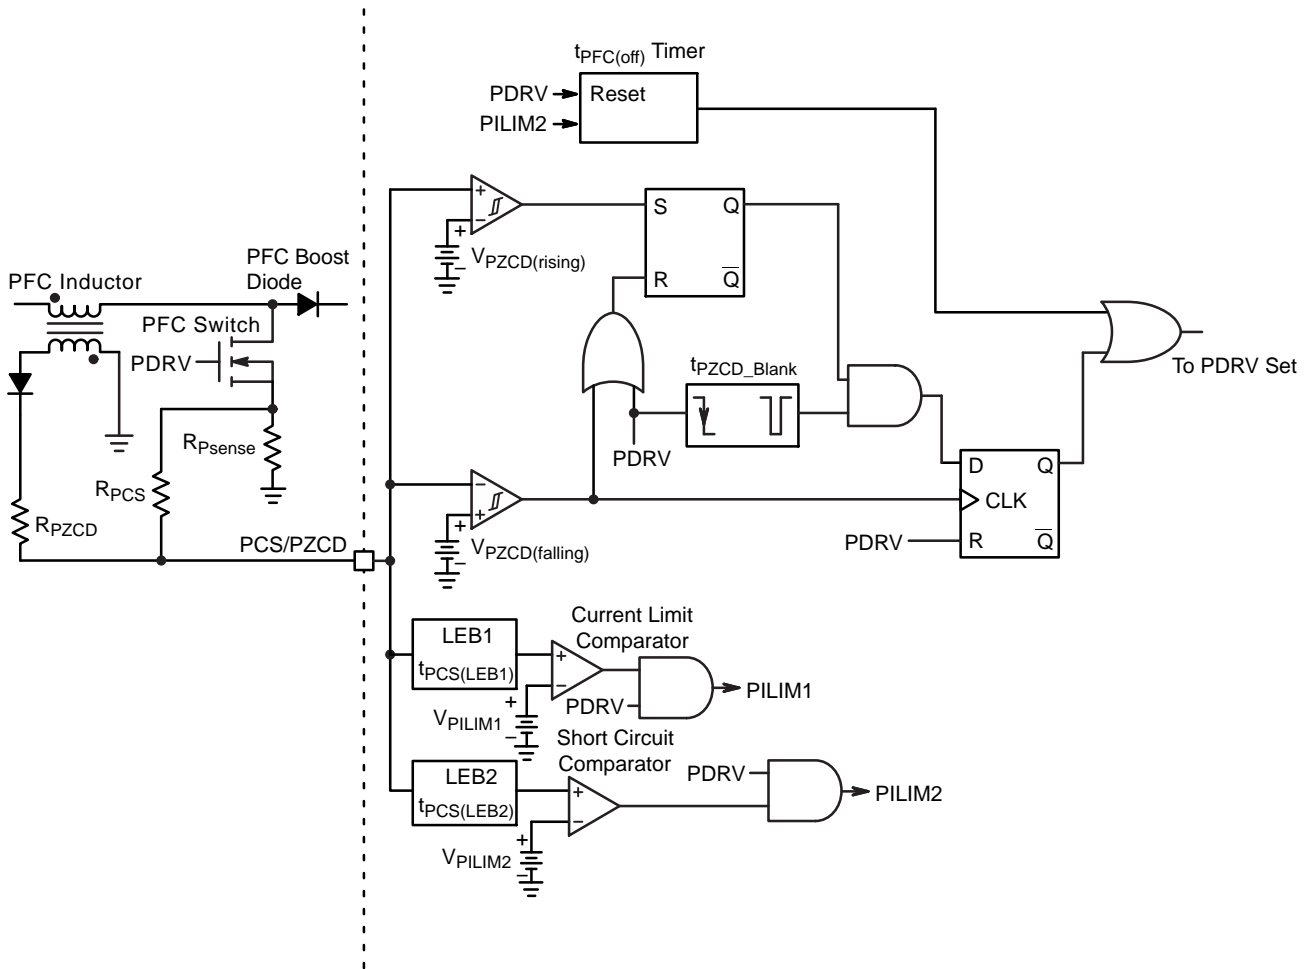 tPFC(off) Timer
PDRV
PILIM2
Reset
+
−
+
−
VPZCD(rising)
S
Q
R
Q
PFC Inductor
PFC Boost
Diode
PFC Switch
PDRV
RPsense
RPCS
RPZCD
PCS/PZCD
tPZCD_Blank
PDRV
To PDRV Set
−
+
+
−
VPZCD(falling)
D
Q
CLK
PDRV
R
Q
LEB1
tPCS(LEB1)
Current Limit
Comparator
+
−
+
−
VPILIM1
PDRV
PILIM1
LEB2
tPCS(LEB2)
Short Circuit
Comparator
+
−
+
−
VPILIM2
PDRV
PILIM2